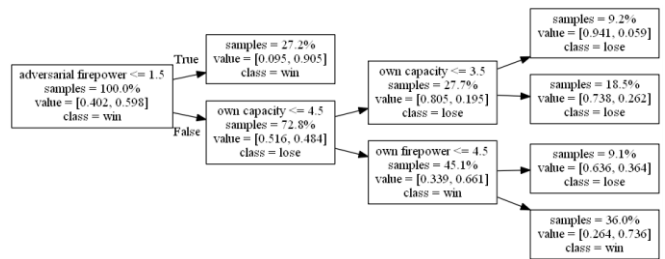 adversarial firepower <= 1.5
samples = 100.0%
value = [0.402, 0.598]
class = win
True
False
samples = 27.2%
value = [0.095, 0.905]
class = win
own capacity <= 4.5
samples = 72.8%
value = [0.516, 0.484]
class = lose
own capacity <= 3.5
samples = 27.7%
value = [0.805, 0.195]
class = lose
own firepower <= 4.5
samples = 45.1%
value = [0.339, 0.661]
class = win
samples = 9.2%
value = [0.941, 0.059]
class = lose
samples = 18.5%
value = [0.738, 0.262]
class = lose
samples = 9.1%
value = [0.636, 0.364]
class = lose
samples = 36.0%
value = [0.264, 0.736]
class = win